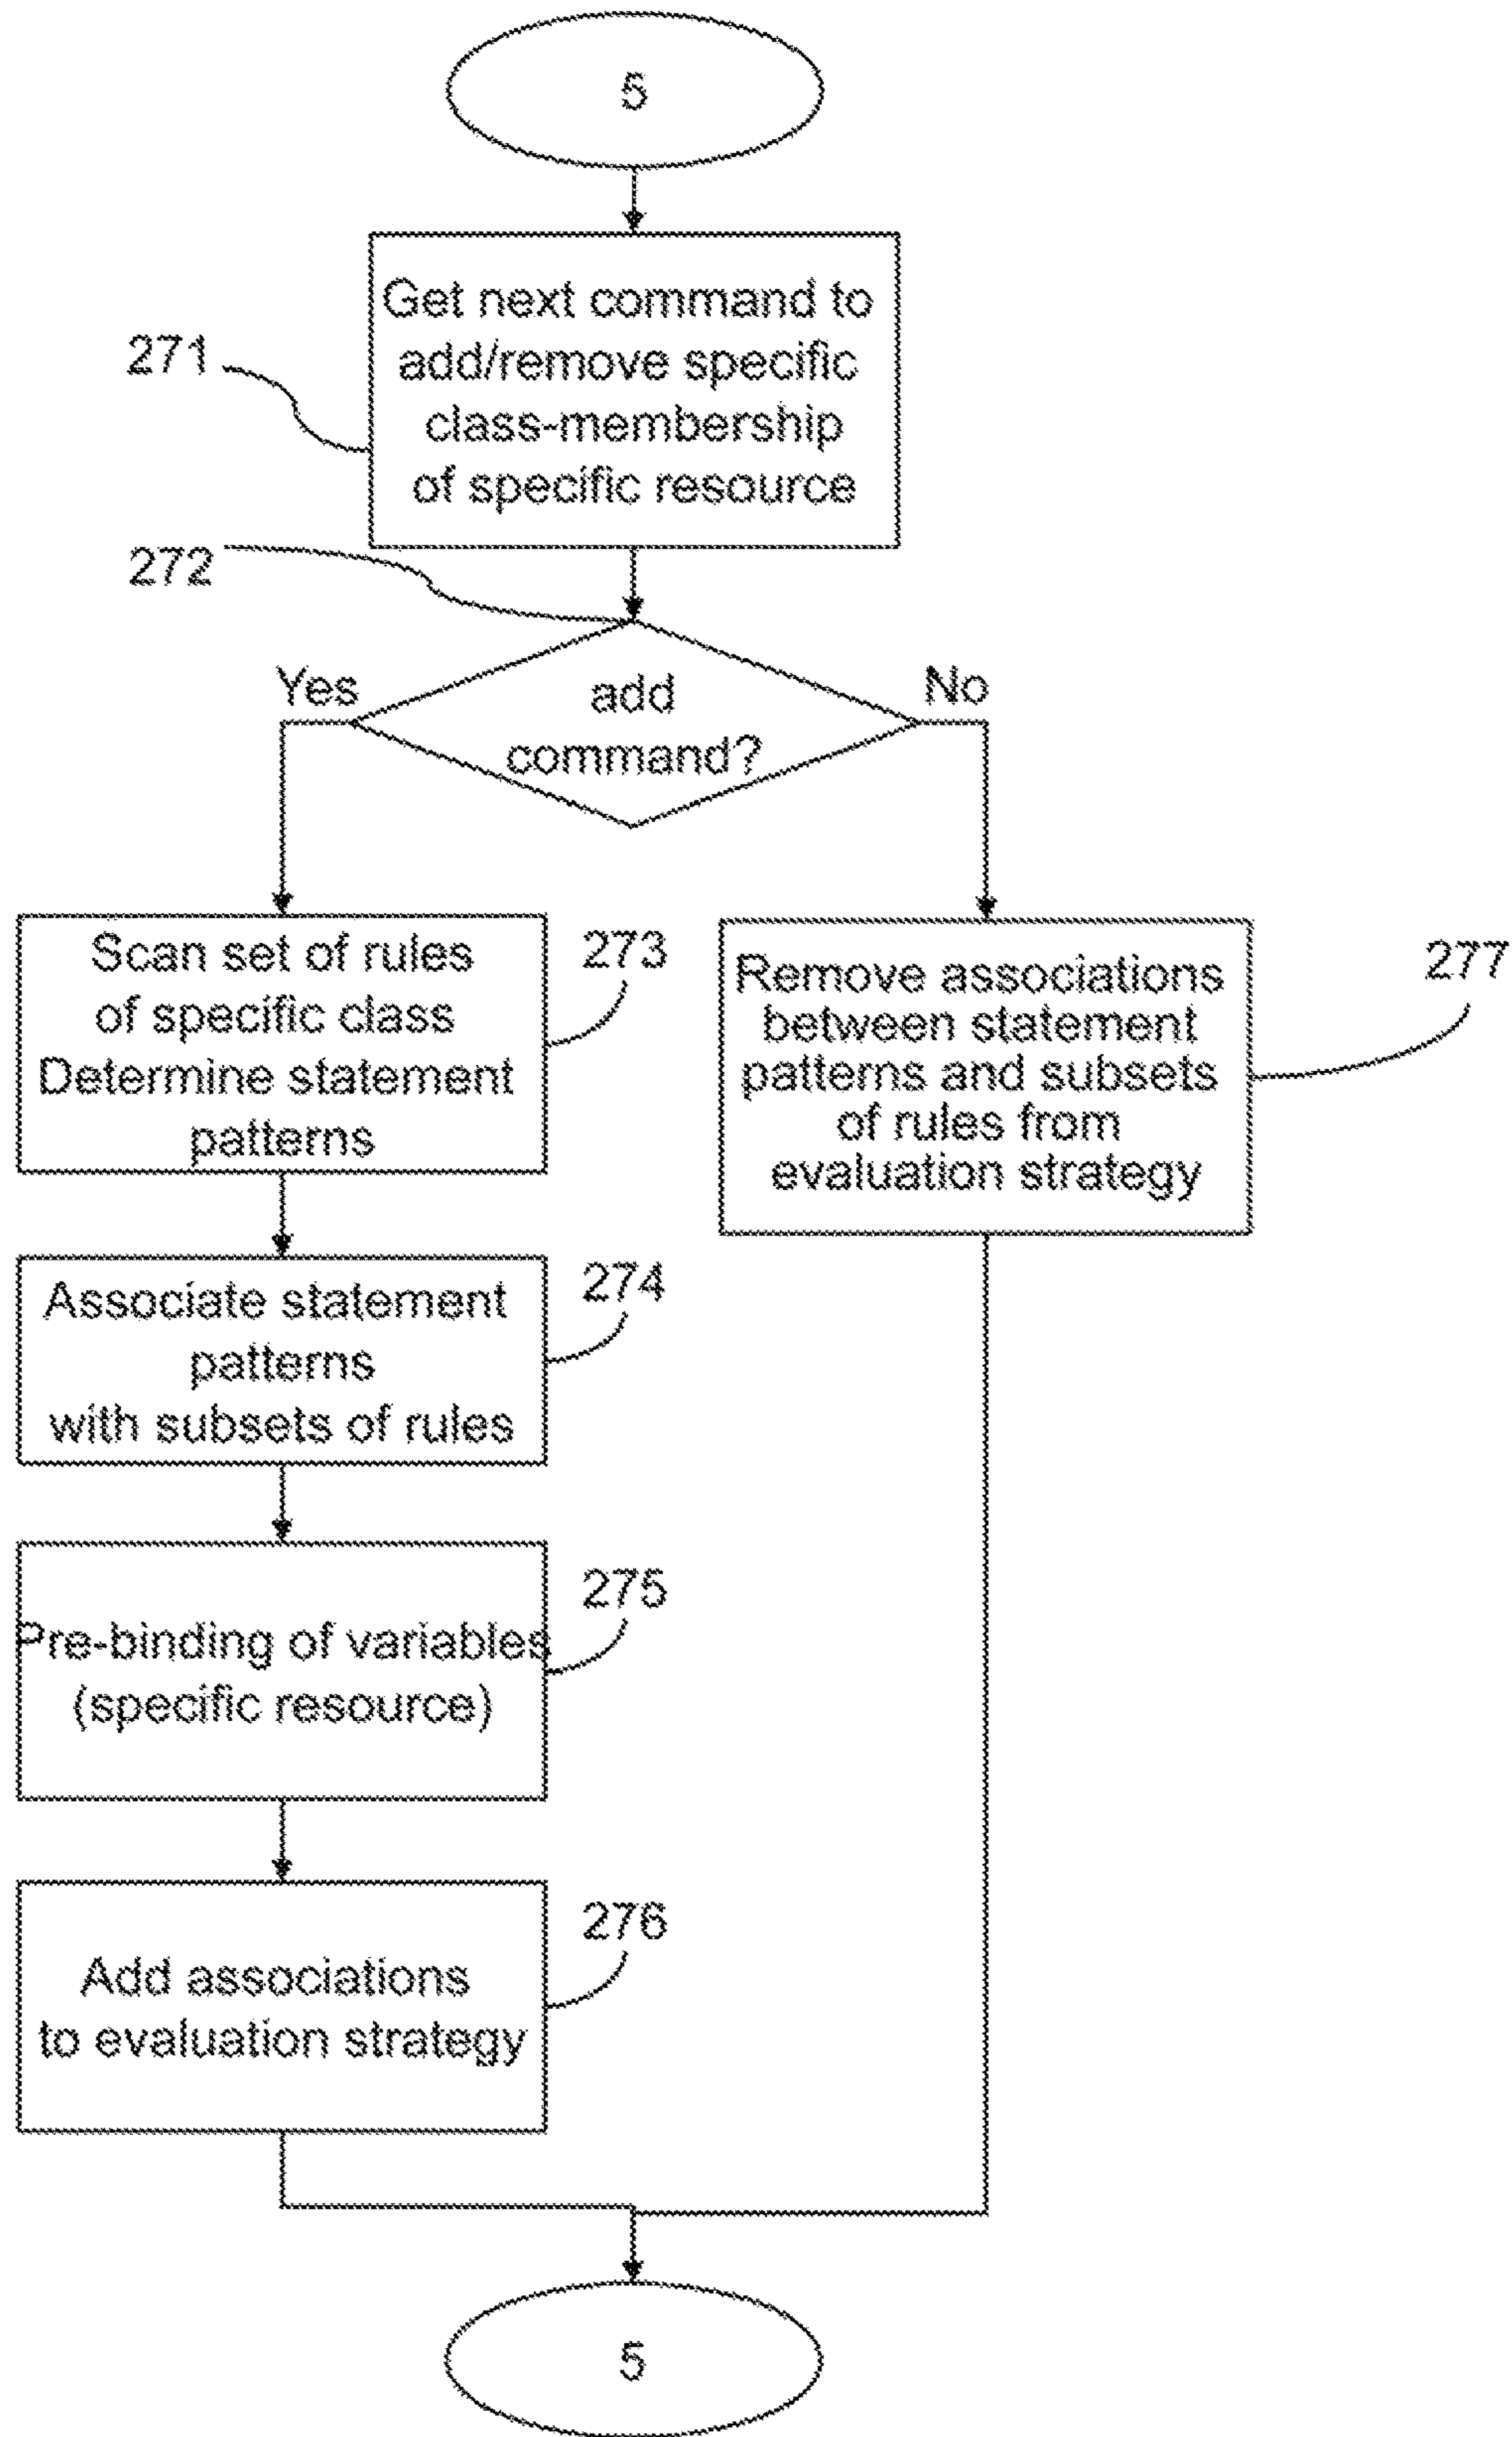 5
Get next command to
add/remove specific
class-membership
of specific resource
271
272
Yes
add
command?
No
Scan set of rules
of specific class
Determine statement
patterns
273
Remove associations
between statement
patterns and subsets
of rules from
evaluation strategy
277
Associate statement
patterns
with subsets of rules
274
Pre-binding of variables
(specific resource)
275
Add associations
to evaluation strategy
276
5